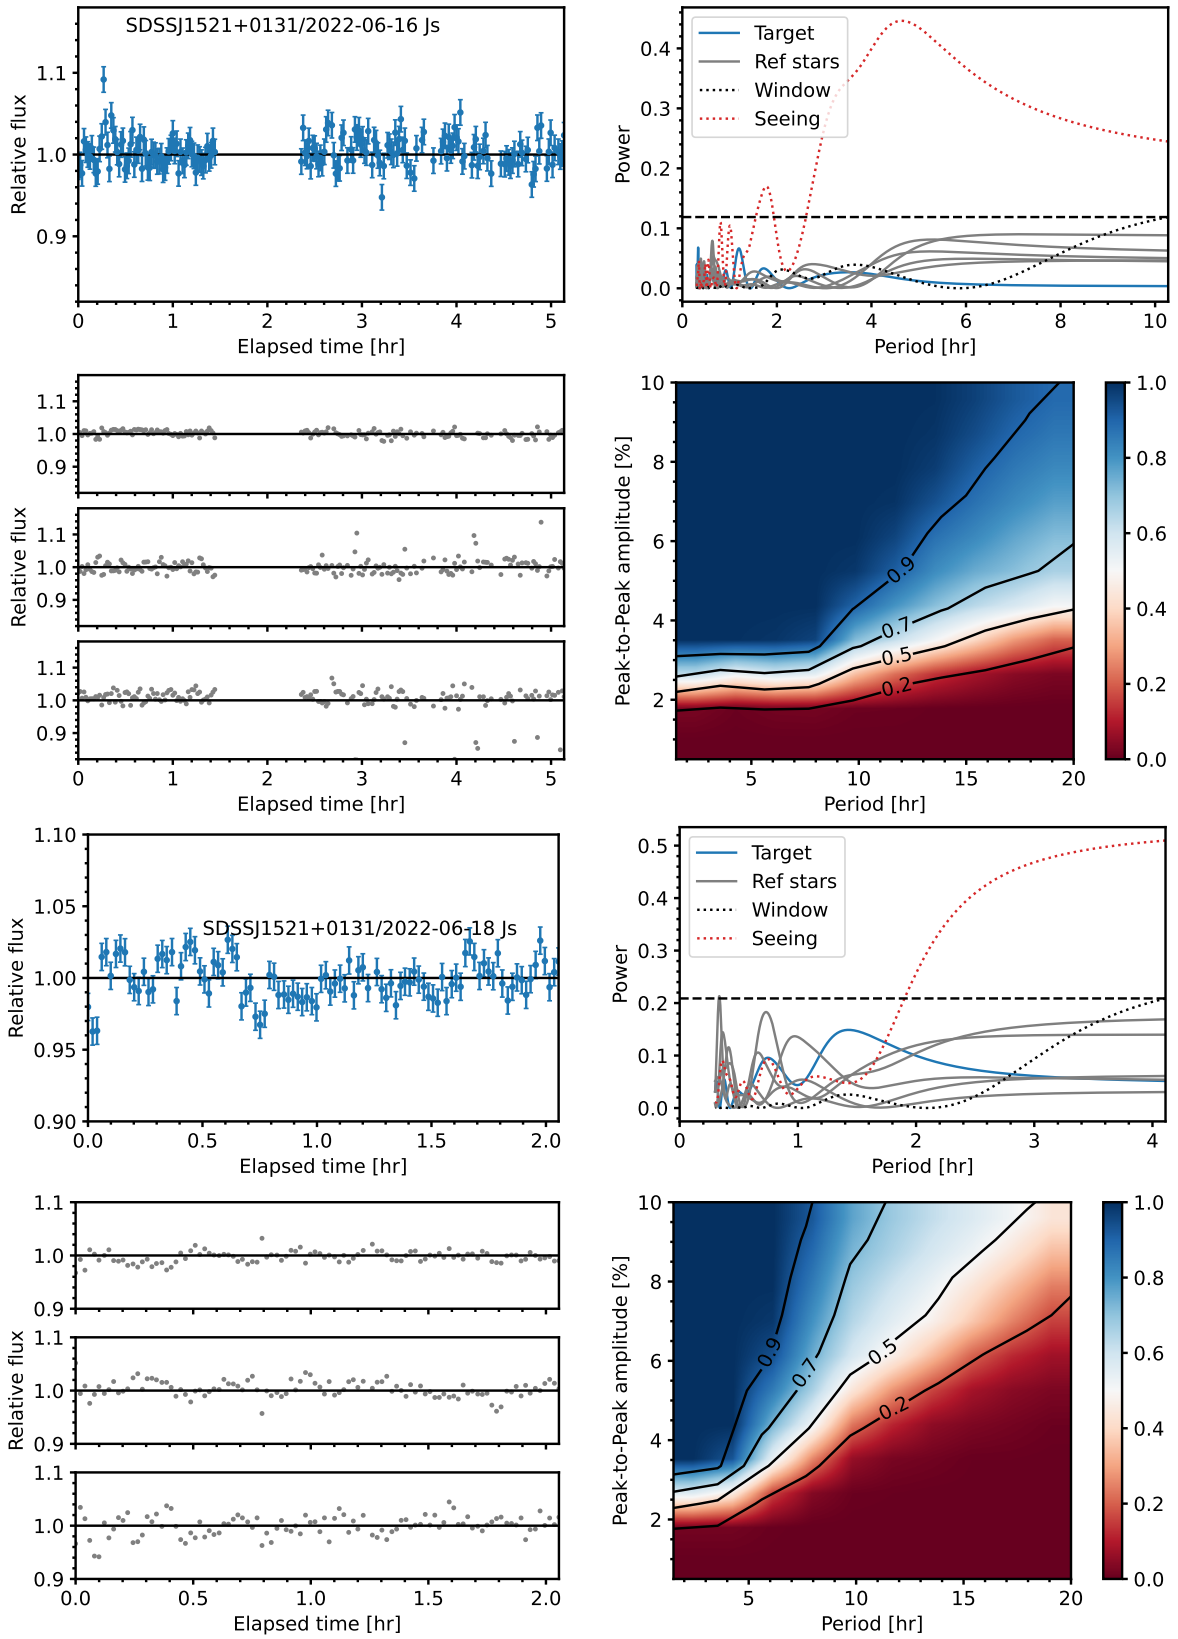 SDSSJ1521+0131/2022-06-16 Js
Relative flux
1.1
1.0
0.9
0 1 2 3 4 5
Elapsed time [hr]
Target
Ref stars
Window
Seeing
Power
0.4
0.3
0.2
0.1
0.0
0 2 4 6 8 10
Period [hr]
1.1
1.0
0.9
Relative flux
1.1
1.0
0.9
1.1
1.0
0.9
0 1 2 3 4 5
Elapsed time [hr]
Peak-to-Peak amplitude [%]
10
8
6
4
2
0.9
0.7
0.5
0.2
5 10 15 20
Period [hr]
1.0
0.8
0.6
0.4
0.2
0.0
SDSSJ1521+0131/2022-06-18 Js
Relative flux
1.10
1.05
1.00
0.95
0.90
0.0 0.5 1.0 1.5 2.0
Elapsed time [hr]
Target
Ref stars
Window
Seeing
Power
0.5
0.4
0.3
0.2
0.1
0.0
0 1 2 3 4
Period [hr]
1.1
1.0
0.9
Relative flux
1.1
1.0
0.9
1.1
1.0
0.9
0.0 0.5 1.0 1.5 2.0
Elapsed time [hr]
Peak-to-Peak amplitude [%]
10
8
6
4
2
0.9
0.7
0.5
0.2
5 10 15 20
Period [hr]
1.0
0.8
0.6
0.4
0.2
0.0